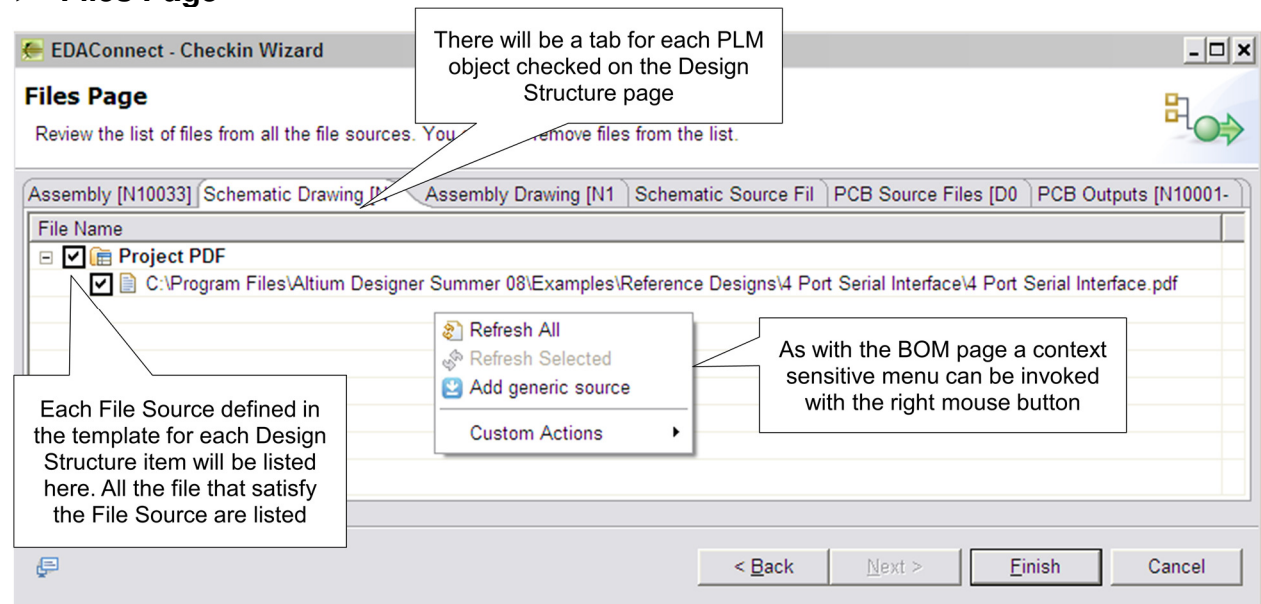 Files Page
EDAConnect - Checkin Wizard
There will be a tab for each PLM
object checked on the Design
Structure page
Files Page
Review the list of files from all the file sources. You remove files from the list.
Assembly [N10033] Schematic Drawing [N Assembly Drawing [N1 Schematic Source Fil PCB Source Files [D0 PCB Outputs [N10001-
File Name
Project PDF
C:\Program Files\Altium Designer Summer 08\Examples\Reference Designs\4 Port Serial Interface\4 Port Serial Interface.pdf
Refresh All
Refresh Selected
Add generic source
Custom Actions
As with the BOM page a context
sensitive menu can be invoked
with the right mouse button
Each File Source defined in
the template for each Design
Structure item will be listed
here. All the file that satisfy
the File Source are listed
< Back Next > Finish Cancel